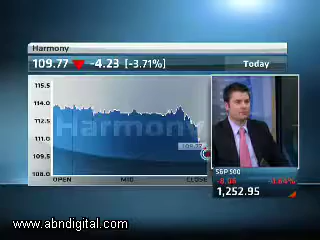 Harmony
109.77 -4.23 [-3.71%] Today
115.5
114.0
112.5
111.0
109.5
108.0
Harmony
109.77
OPEN MID CLOSE
S&P 500
1,252.95
www.abndigital.com